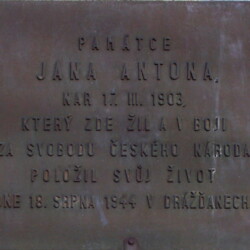 PAMÁTCE
JANA ANTONA,
NAR 17. III. 1903,
KTERÝ ZDE ŽIL A V BOJI
ZA SVOBODU ČESKÉHO NÁRODA
POLOŽIL SVŮJ ŽIVOT
DNE 18. SRPNA 1944 V DRÁŽĎANECH